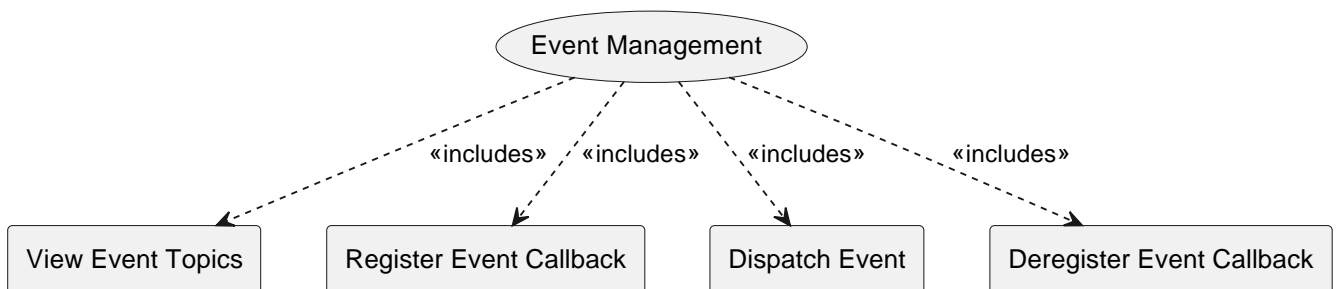 Event Management
«includes»
«includes»
«includes»
«includes»
View Event Topics
Register Event Callback
Dispatch Event
Deregister Event Callback